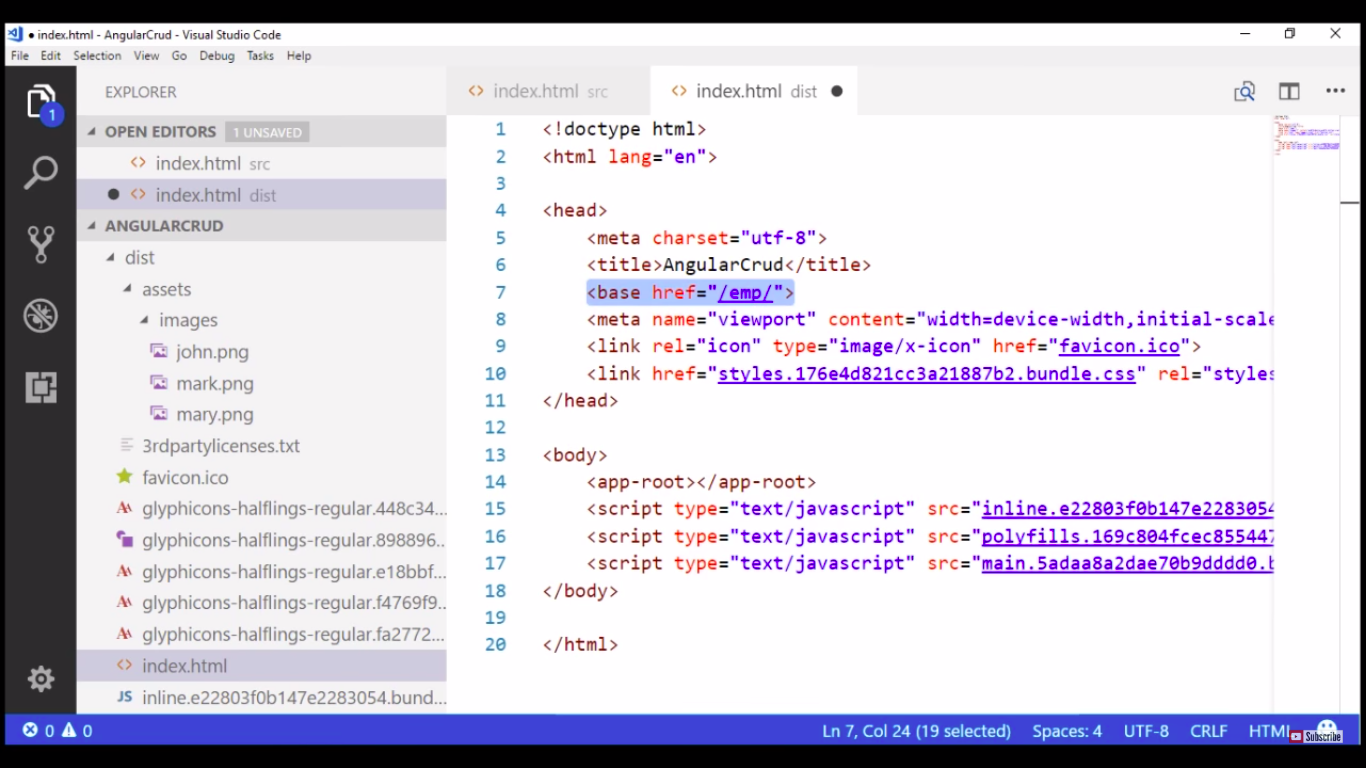 ● index.html - AngularCrud - Visual Studio Code
File Edit Selection View Go Debug Tasks Help
1
EXPLORER
OPEN EDITORS 1 UNSAVED
index.html src
● index.html dist
ANGULARCRUD
dist
assets
images
john.png
mark.png
mary.png
3rdpartylicenses.txt
favicon.ico
glyphicons-halflings-regular.448c34...
glyphicons-halflings-regular.898896...
glyphicons-halflings-regular.e18bbf...
glyphicons-halflings-regular.f4769f9...
glyphicons-halflings-regular.fa2772...
index.html
JS inline.e22803f0b147e2283054.bund...
<> index.html src
<> index.html dist ●
1 <!doctype html>
2 <html lang="en">
3
4 <head>
5 <meta charset="utf-8">
6 <title>AngularCrud</title>
7 <base href="/emp/">
8 <meta name="viewport" content="width=device-width,initial-scale
9 <link rel="icon" type="image/x-icon" href="favicon.ico">
10 <link href="styles.176e4d821cc3a21887b2.bundle.css" rel="styles
11 </head>
12
13 <body>
14 <app-root></app-root>
15 <script type="text/javascript" src="inline.e22803f0b147e2283054
16 <script type="text/javascript" src="polyfills.169c804fcec855447
17 <script type="text/javascript" src="main.5adaa8a2dae70b9dddd0.b
18 </body>
19
20 </html>
0 0
Ln 7, Col 24 (19 selected) Spaces: 4 UTF-8 CRLF HTML
Subscribe